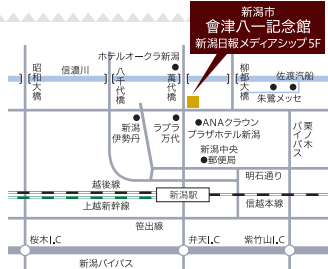 新潟市
會津八一記念館
新潟日報メディアシップ5F
ホテルオークラ新潟
昭和大橋
信濃川
八千代橋
萬代橋
柳都大橋
佐渡汽船
朱鷺メッセ
新潟
伊勢丹
ラブラ
万代
ANAクラウン
プラザホテル新潟
栗ノ木
バイパス
新潟中央
郵便局
明石通り
越後線
新潟駅
上越新幹線
信越本線
笹出線
桜木I.C
弁天I.C
紫竹山I.C
新潟バイパス